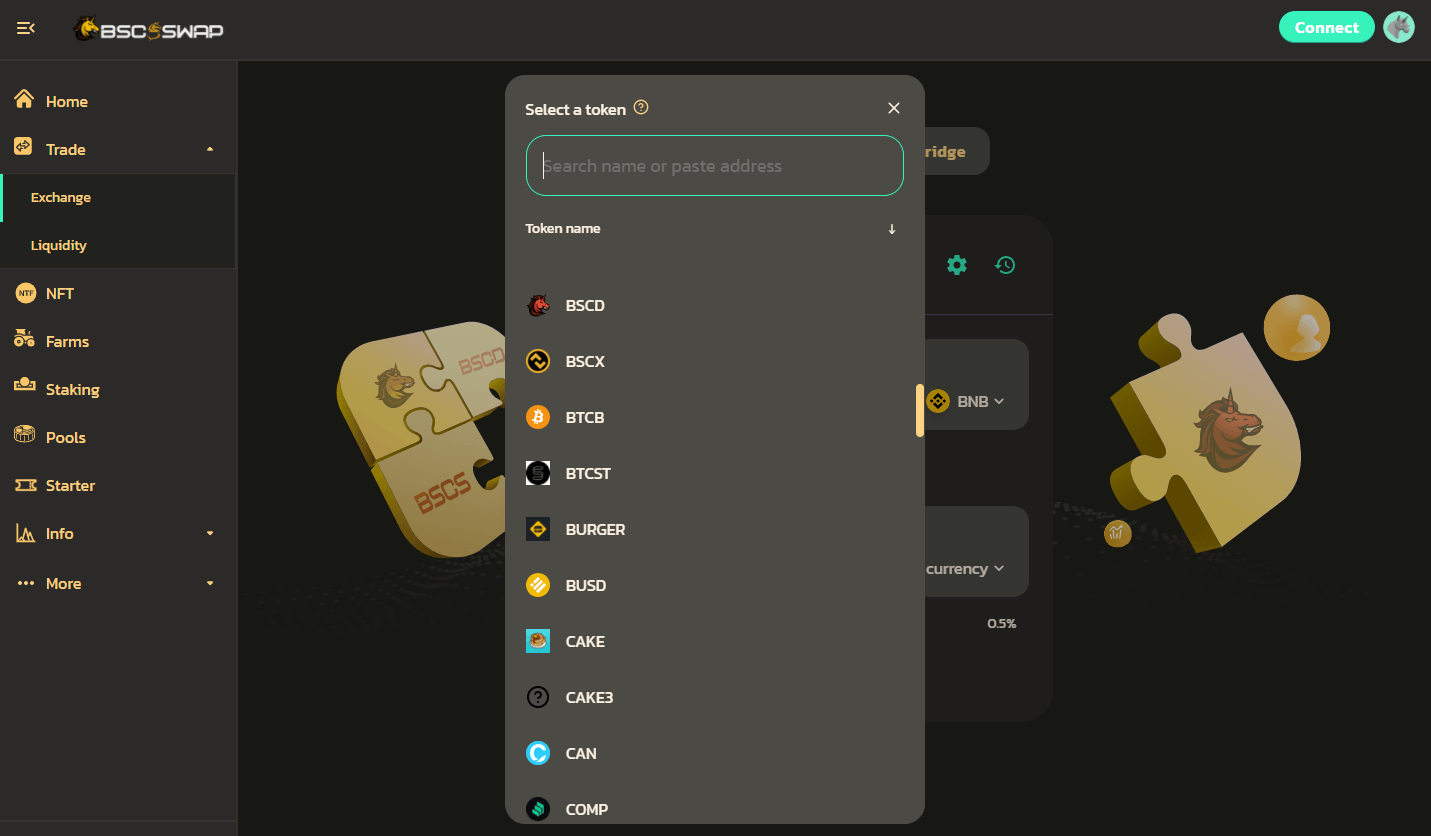 BSCSSWAP
Connect
Home
Trade
Exchange
Liquidity
NTF
NFT
Farms
Staking
Pools
Starter
Info
More
Select a token
Search name or paste address
Token name
BSCD
BSCX
BTCB
BTCST
BURGER
BUSD
CAKE
CAKE3
CAN
COMP
ridge
BNB
currency
0.5%
BSCD
BSCS